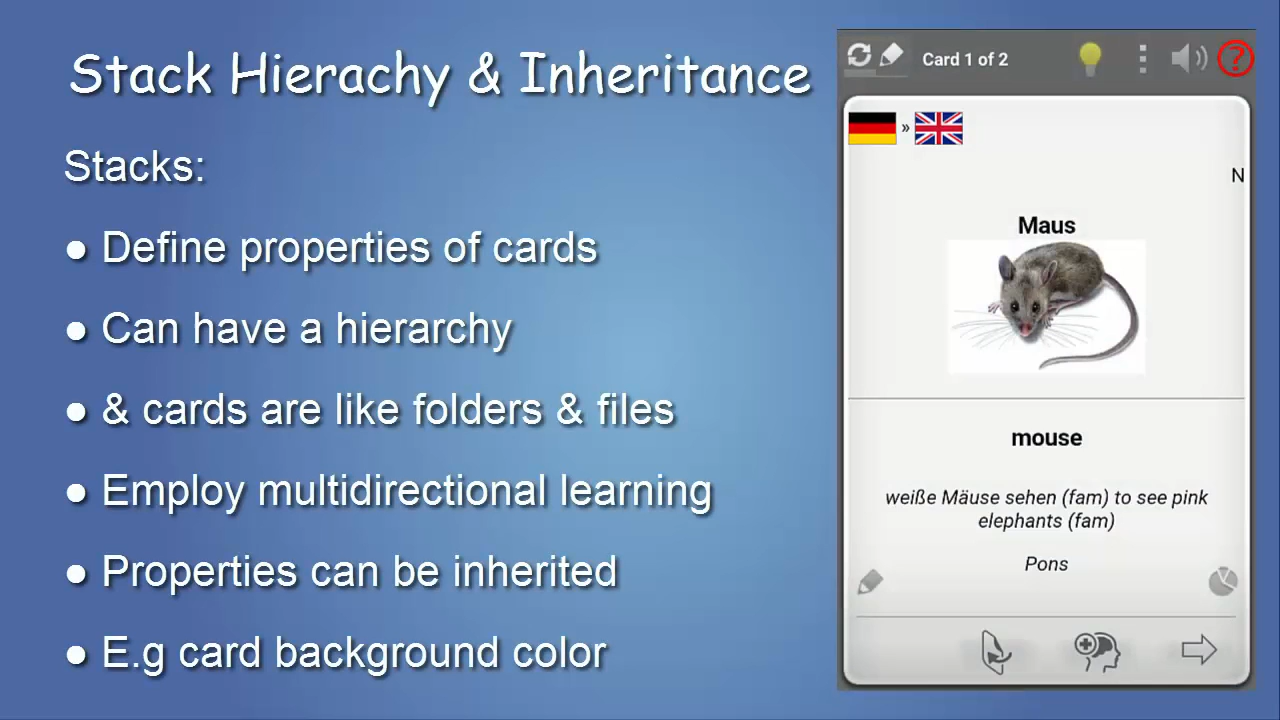 Stack Hierachy & Inheritance
Stacks:
● Define properties of cards
● Can have a hierarchy
● & cards are like folders & files
● Employ multidirectional learning
● Properties can be inherited
● E.g card background color
Card 1 of 2
?
»
N
Maus
mouse
weiße Mäuse sehen (fam) to see pink
elephants (fam)
Pons